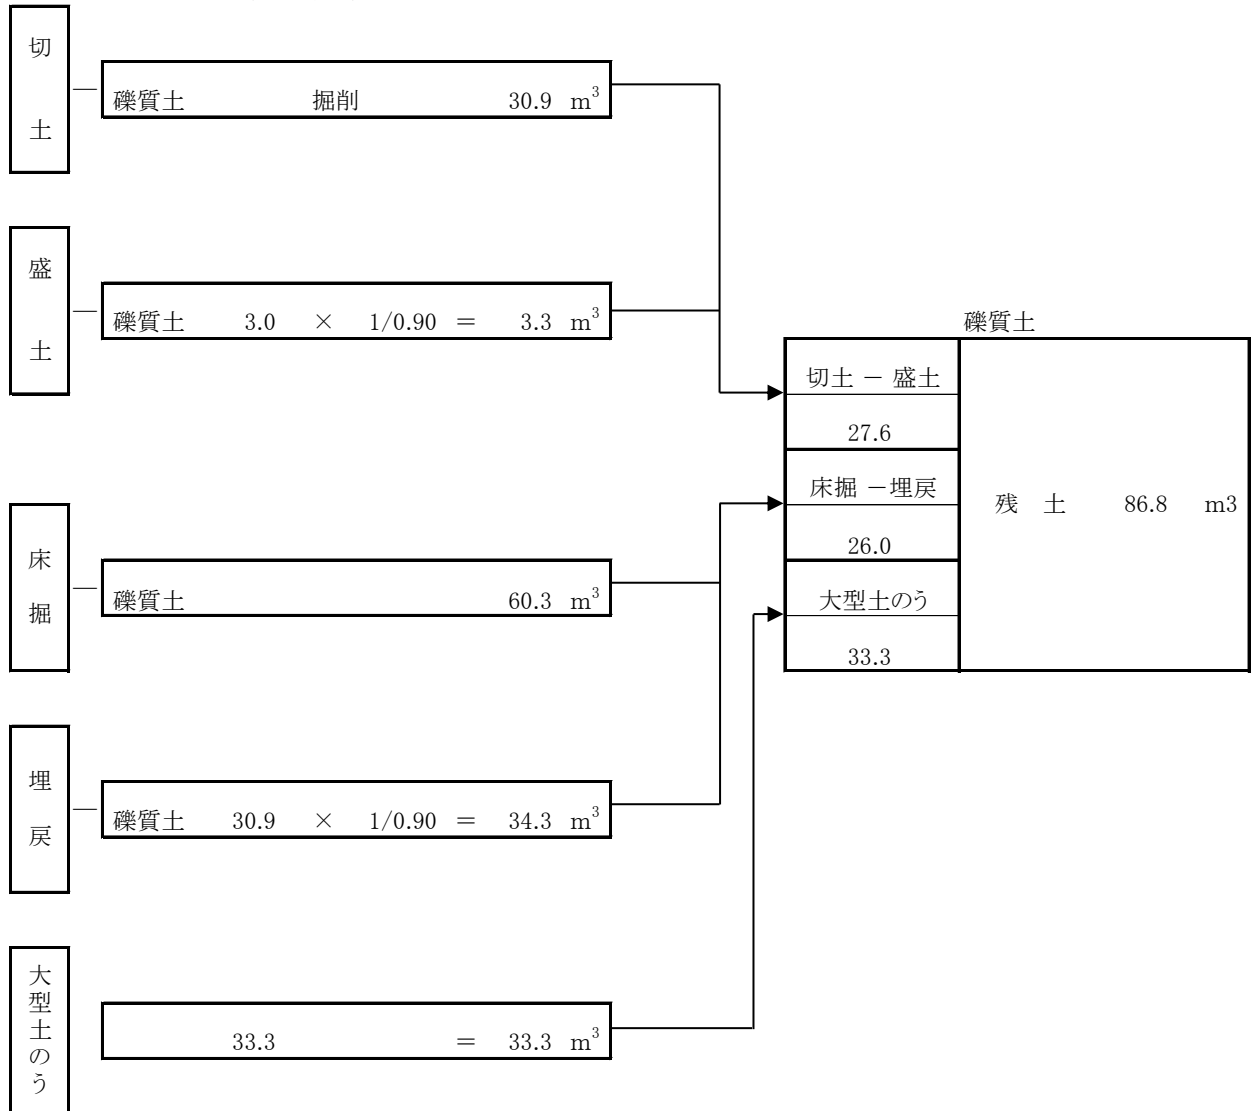 切土
礫質土 掘削 30.9 m³
盛土
礫質土 3.0 × 1/0.90 = 3.3 m³
礫質土
切土 － 盛土
27.6
床掘 －埋戻
26.0
大型土のう
33.3
残 土 86.8 m3
床掘
礫質土 60.3 m³
埋戻
礫質土 30.9 × 1/0.90 = 34.3 m³
大型土のう
33.3 = 33.3 m³